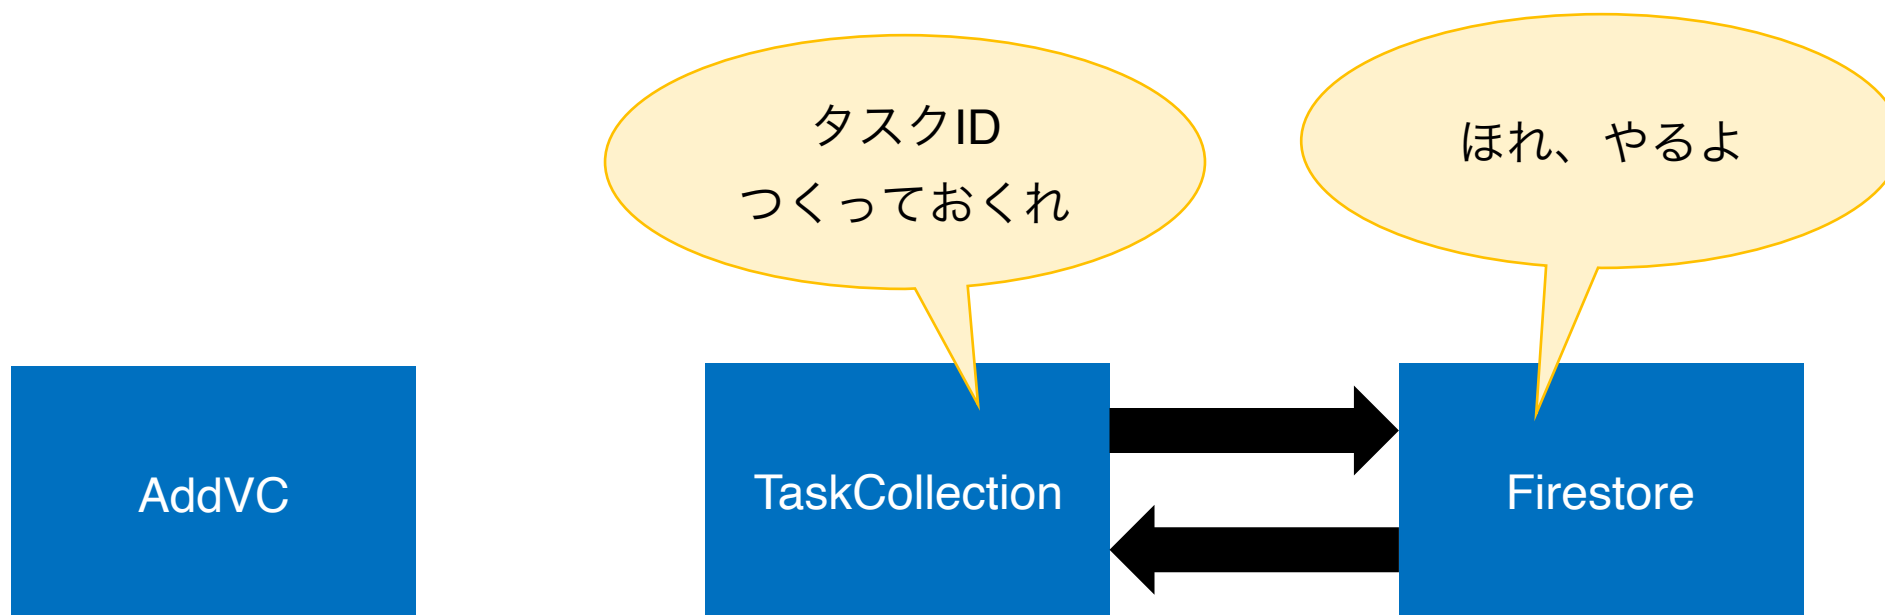 タスクID
つくっておくれ
ほれ、やるよ
AddVC
TaskCollection
Firestore